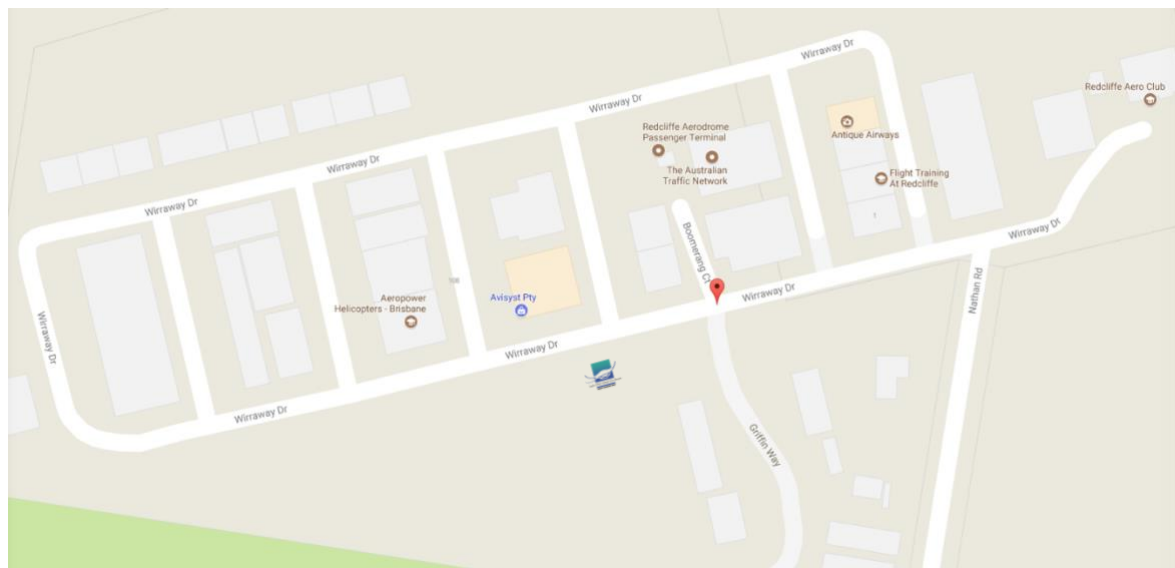 Wirraway Dr
Redcliffe Aero Club
Wirraway Dr
Redcliffe Aerodrome
Passenger Terminal
Antique Airways
Wirraway Dr
The Australian
Traffic Network
Flight Training
At Redcliffe
Wirraway Dr
Wirraway Dr
Boomerang Ct
Aeropower
Helicopters - Brisbane
Avisyst Pty
Wirraway Dr
Nathan Rd
Wirraway Dr
Wirraway Dr
Wirraway Dr
Griffin Way